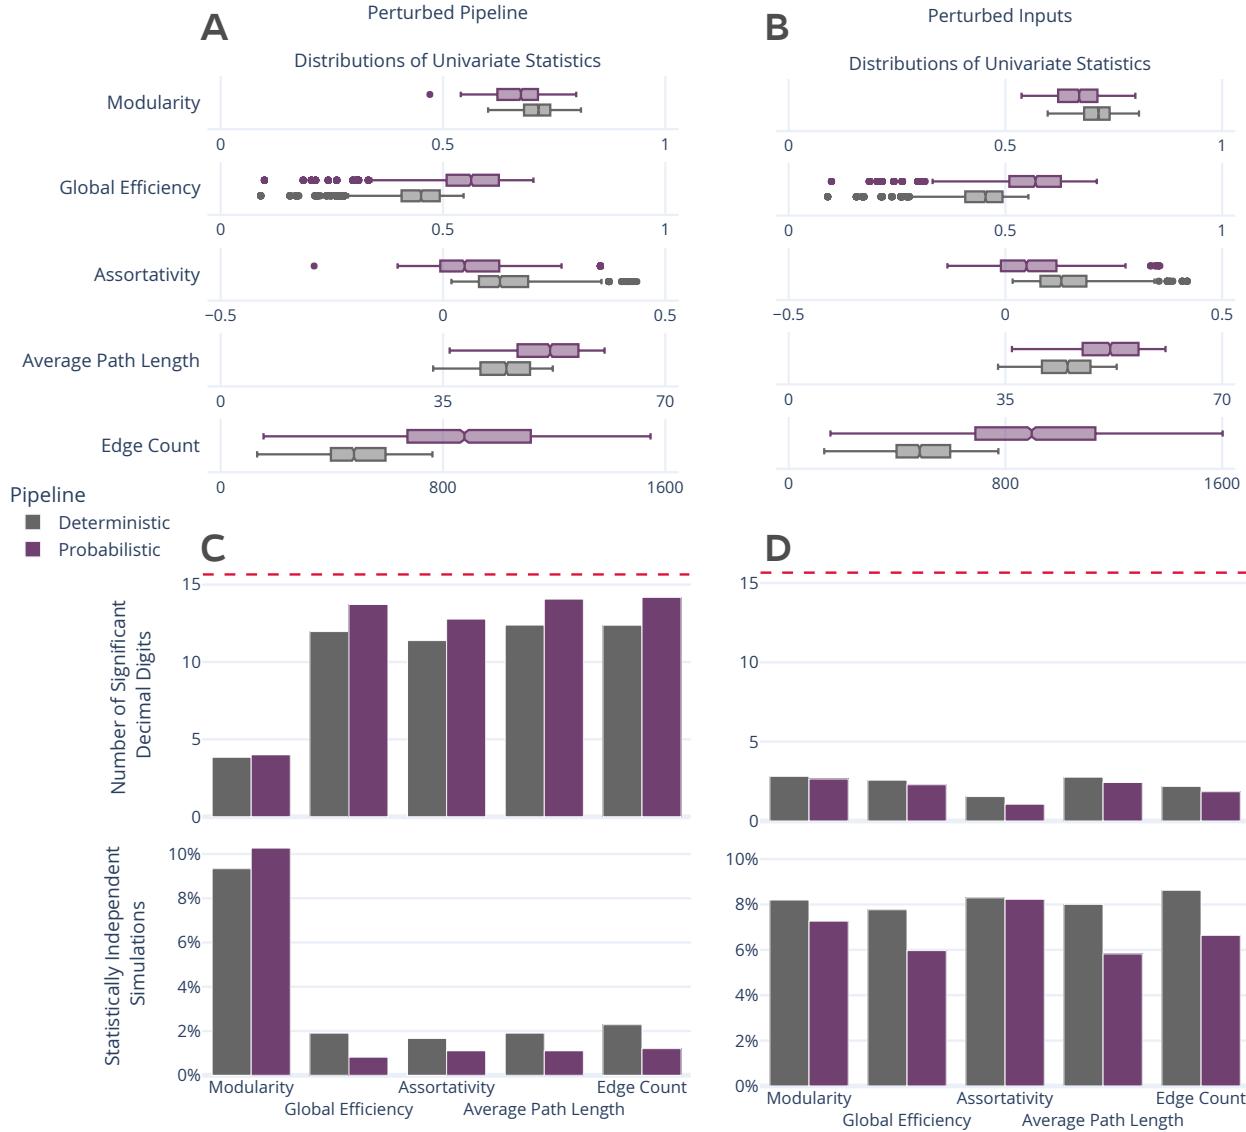 A
Perturbed Pipeline
Distributions of Univariate Statistics
Modularity
0 0.5 1
Global Efficiency
0 0.5 1
Assortativity
−0.5 0 0.5
Average Path Length
0 35 70
Edge Count
0 800 1600
B
Perturbed Inputs
Distributions of Univariate Statistics
0 0.5 1
0 0.5 1
−0.5 0 0.5
0 35 70
0 800 1600
Pipeline
Deterministic
Probabilistic
C
Number of Significant
Decimal Digits
15
10
5
0
Statistically Independent
Simulations
10%
8%
6%
4%
2%
0%
Modularity Assortativity Edge Count
Global Efficiency Average Path Length
D
15
10
5
0
10%
8%
6%
4%
2%
0%
Modularity Assortativity Edge Count
Global Efficiency Average Path Length